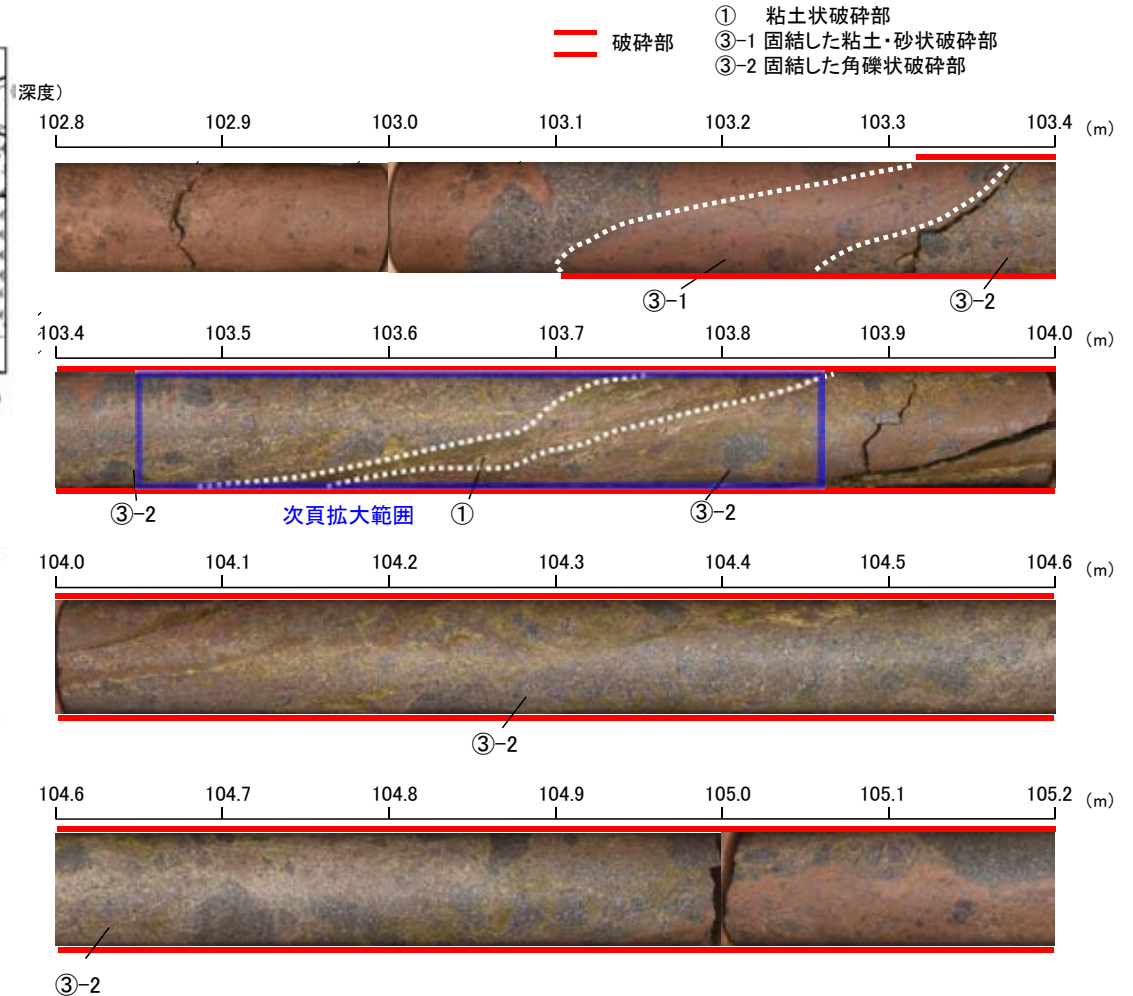 ① 粘土状破砕部
破砕部 ③-1 固結した粘土・砂状破砕部
③-2 固結した角礫状破砕部
深度）
102.8 102.9 103.0 103.1 103.2 103.3 103.4 （m）
③-1 ③-2
103.4 103.5 103.6 103.7 103.8 103.9 104.0 （m）
③-2 次頁拡大範囲 ① ③-2
104.0 104.1 104.2 104.3 104.4 104.5 104.6 （m）
③-2
104.6 104.7 104.8 104.9 105.0 105.1 105.2 （m）
③-2